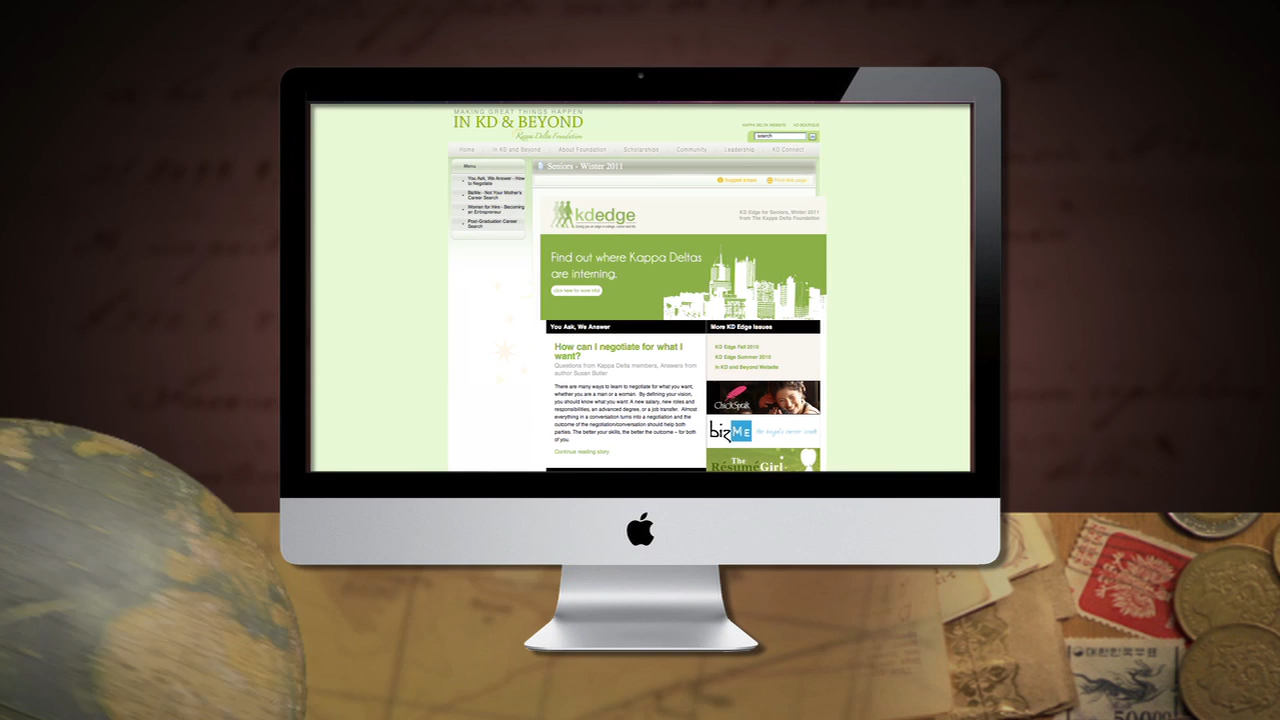 MAKING GREAT THINGS HAPPEN
IN KD & BEYOND
Kappa Delta Foundation
KAPPA DELTA WEBSITE KD BOUTIQUE
search
Home In KD and Beyond About Foundation Scholarships Community Leadership KD Connect
Menu
You Ask, We Answer - How
to Negotiate
BizMe - Not Your Mother's
Career Search
Women for Hire - Becoming
an Entrepreneur
Post-Graduation Career
Search
Seniors - Winter 2011
Print this page
kdedge
KD Edge for Seniors, Winter 2011
from The Kappa Delta Foundation
Find out where Kappa Deltas
are interning.
click here for more info!
You Ask, We Answer
How can I negotiate for what I
want?
Questions from Kappa Delta members, Answers from
author Susan Butler
There are many ways to learn to negotiate for what you want,
whether you are a man or a woman. By defining your vision,
you should know what you want: A new salary, new roles and
responsibilities, an advanced degree, or a job transfer. Almost
everything in a conversation turns into a negotiation and the
outcome of the negotiation/conversation should help both
parties. The better your skills, the better the outcome – for both
of you.
Continue reading story
More KD Edge Issues
KD Edge Fall 2010
KD Edge Summer 2010
In KD and Beyond Website
ChickSpeak
bizME
The
RésuméGirl
대한민국우표